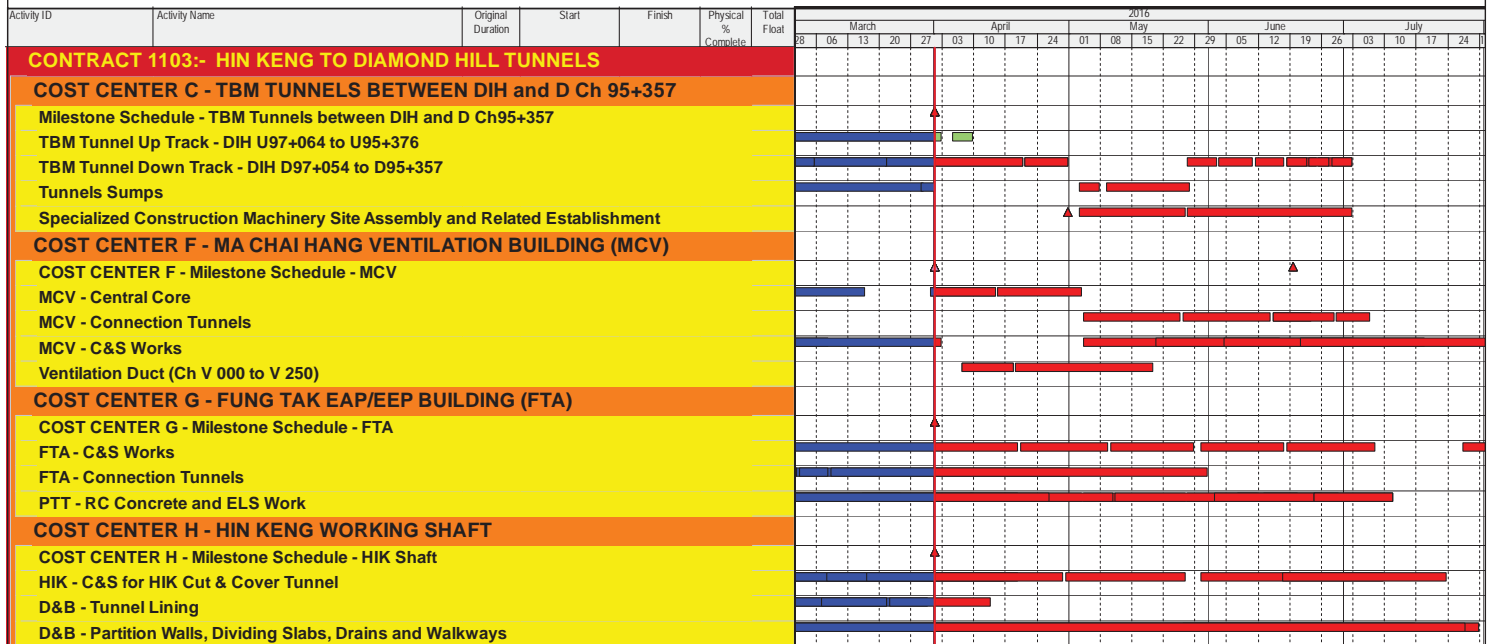 Activity ID Activity Name Original Start Finish Physical Total 2016
Duration % Float March April May June July
Complete 28 06 13 20 27 03 10 17 24 01 08 15 22 29 05 12 19 26 03 10 17 24
CONTRACT 1103:- HIN KENG TO DIAMOND HILL TUNNELS
COST CENTER C - TBM TUNNELS BETWEEN DIH and D Ch 95+357
Milestone Schedule - TBM Tunnels between DIH and D Ch95+357
TBM Tunnel Up Track - DIH U97+064 to U95+376
TBM Tunnel Down Track - DIH D97+054 to D95+357
Tunnels Sumps
Specialized Construction Machinery Site Assembly and Related Establishment
COST CENTER F - MA CHAI HANG VENTILATION BUILDING (MCV)
COST CENTER F - Milestone Schedule - MCV
MCV - Central Core
MCV - Connection Tunnels
MCV - C&S Works
Ventilation Duct (Ch V 000 to V 250)
COST CENTER G - FUNG TAK EAP/EEP BUILDING (FTA)
COST CENTER G - Milestone Schedule - FTA
FTA - C&S Works
FTA - Connection Tunnels
PTT - RC Concrete and ELS Work
COST CENTER H - HIN KENG WORKING SHAFT
COST CENTER H - Milestone Schedule - HIK Shaft
HIK - C&S for HIK Cut & Cover Tunnel
D&B - Tunnel Lining
D&B - Partition Walls, Dividing Slabs, Drains and Walkways